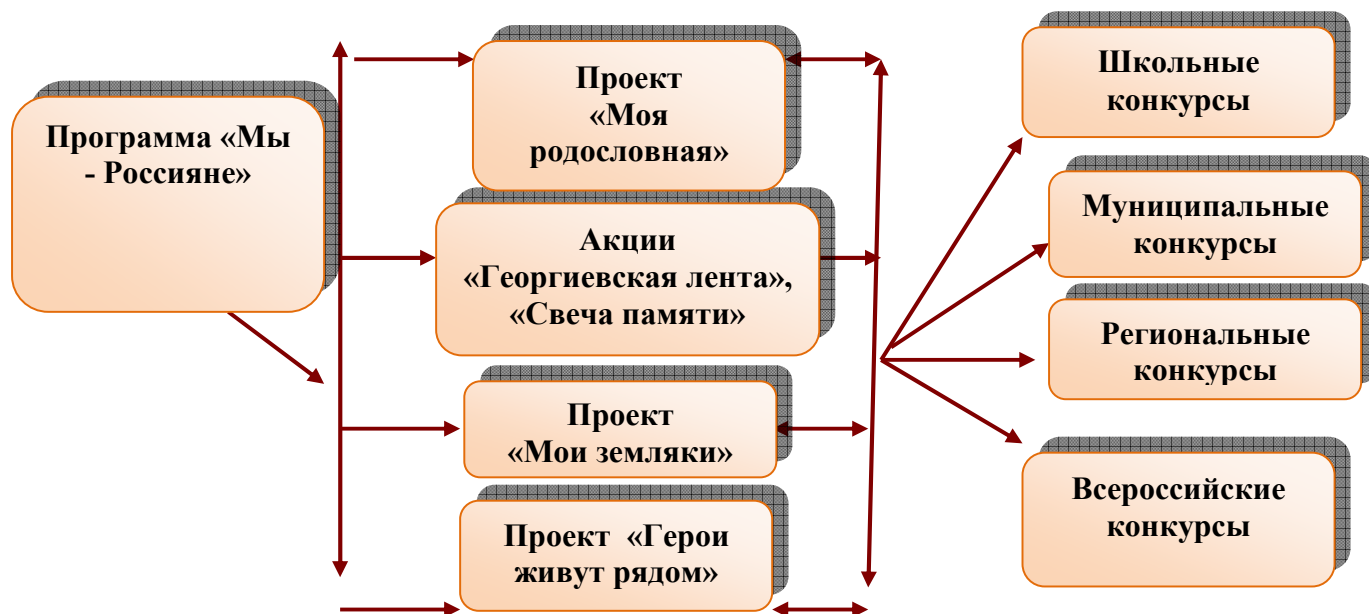 Программа «Мы
- Россияне»
Проект
«Моя
родословная»
Акции
«Георгиевская лента»,
«Свеча памяти»
Проект
«Мои земляки»
Проект «Герои
живут рядом»
Школьные
конкурсы
Муниципальные
конкурсы
Региональные
конкурсы
Всероссийские
конкурсы